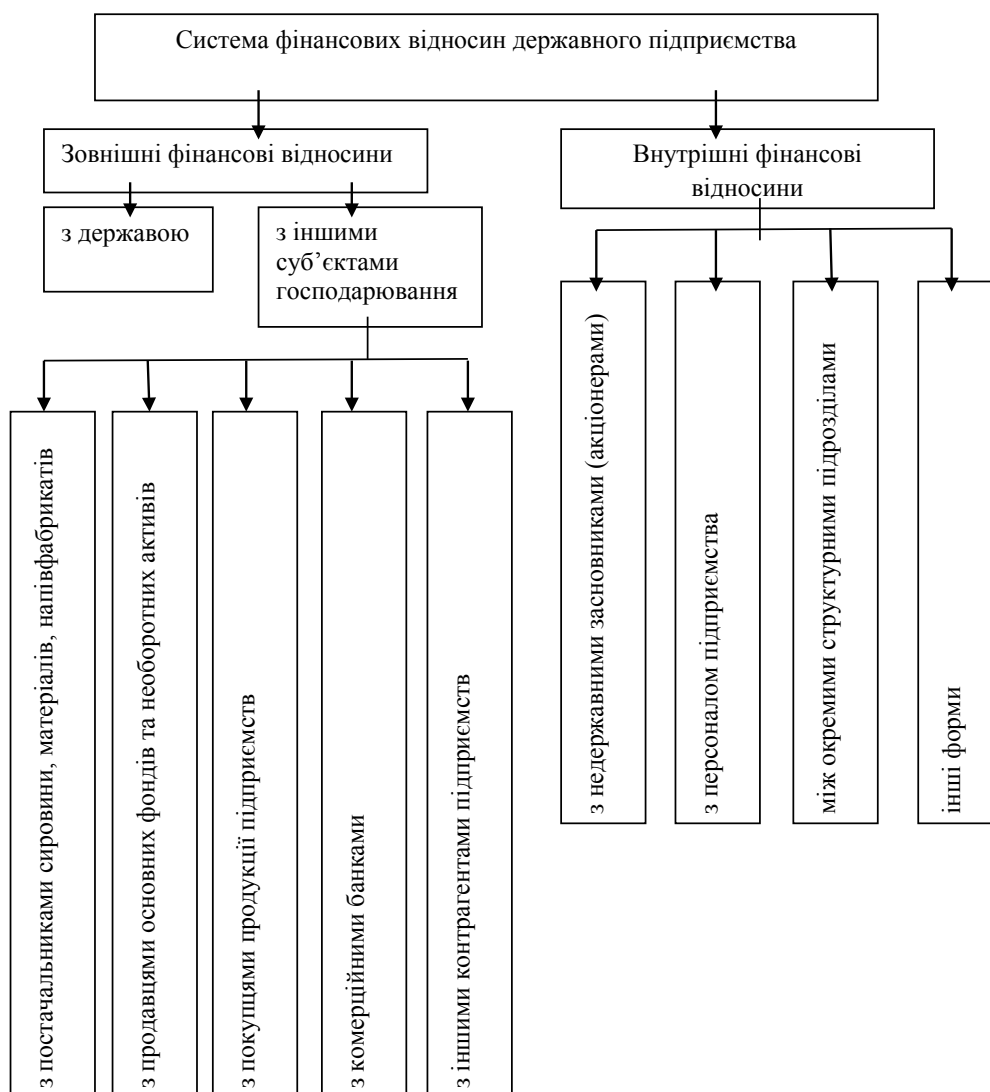 Система фінансових відносин державного підприємства
Зовнішні фінансові відносини
Внутрішні фінансові
відносини
з державою
з іншими
суб’єктами
господарювання
з постачальниками сировини, матеріалів, напівфабрикатів
з продавцями основних фондів та необоротних активів
з покупцями продукції підприємств
з комерційними банками
з іншими контрагентами підприємств
з недержавними засновниками (акціонерами)
з персоналом підприємства
між окремими структурними підрозділами
інші форми